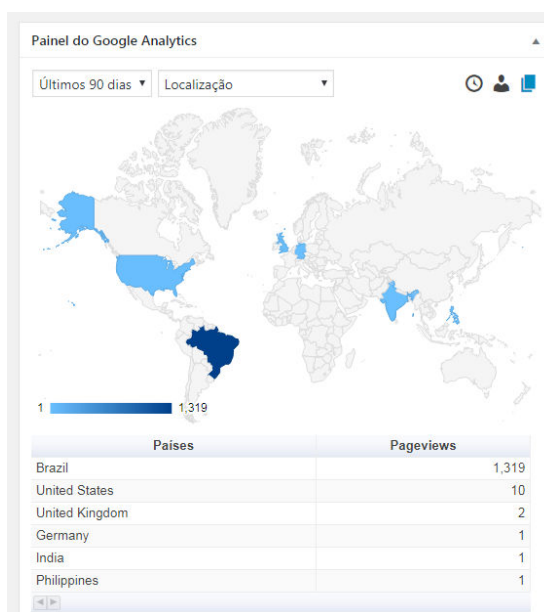 Painel do Google Analytics
Últimos 90 dias Localização
1 1,319
Países Pageviews
Brazil 1,319
United States 10
United Kingdom 2
Germany 1
India 1
Philippines 1